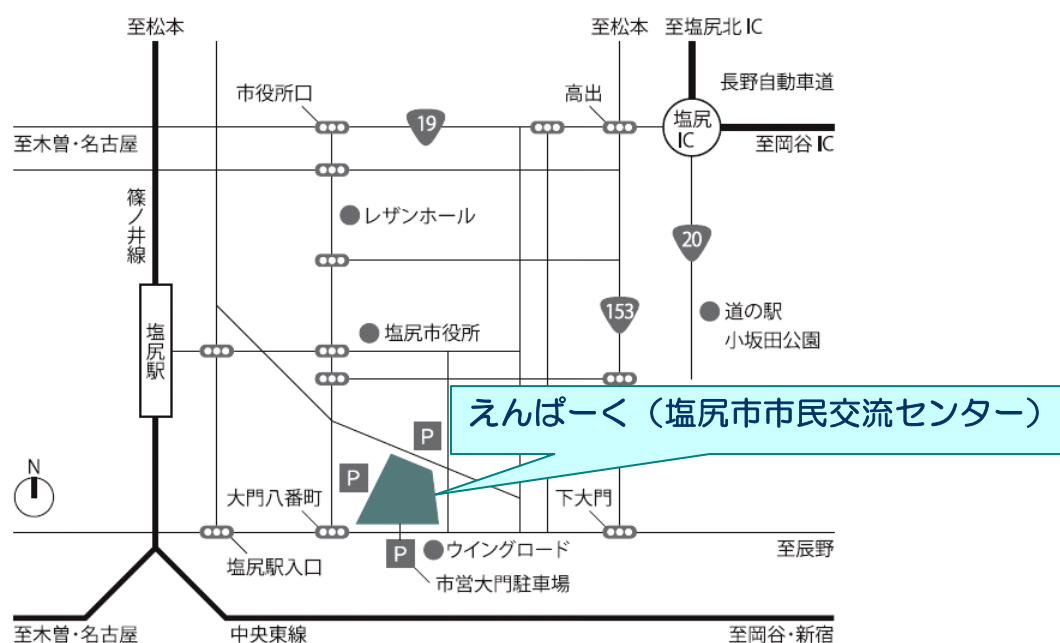 至松本
至松本
至塩尻北IC
長野自動車道
市役所口
高出
19
塩尻
IC
至木曽・名古屋
至岡谷IC
篠ノ井線
レザンホール
20
153
道の駅
小坂田公園
塩尻市役所
塩尻駅
えんぱーく（塩尻市市民交流センター）
P
P
N
大門八番町
下大門
塩尻駅入口
P
ウイングロード
至辰野
市営大門駐車場
至木曽・名古屋
中央東線
至岡谷・新宿